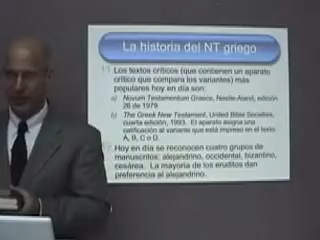 La historia del NT griego
Los textos críticos (que contienen un aparato
crítico que compara los variantes) más
populares hoy en día son:
a) Novum Testamentum Graece, Nestle-Aland, edición
26 de 1979
b) The Greek New Testament, United Bible Societies,
cuarta edición, 1993. El aparato asigna una
calificación al variante que está impreso en el texto:
A, B, C o D.
Hoy en día se reconocen cuatro grupos de
manuscritos: alejandrino, occidental, bizantino,
cesárea. La mayoría de los eruditos dan
preferencia al alejandrino.